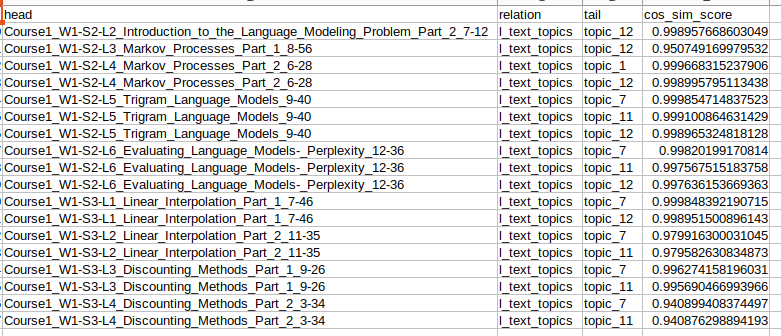 head relation tail cos_sim_score
Course1_W1-S2-L2_Introduction_to_the_Language_Modeling_Problem_Part_2_7-12 l_text_topics topic_12 0.998957668603049
Course1_W1-S2-L3_Markov_Processes_Part_1_8-56 l_text_topics topic_12 0.950749169979532
Course1_W1-S2-L4_Markov_Processes_Part_2_6-28 l_text_topics topic_1 0.999668315237906
Course1_W1-S2-L4_Markov_Processes_Part_2_6-28 l_text_topics topic_12 0.998995795113438
Course1_W1-S2-L5_Trigram_Language_Models_9-40 l_text_topics topic_7 0.999854714837523
Course1_W1-S2-L5_Trigram_Language_Models_9-40 l_text_topics topic_11 0.999100864631429
Course1_W1-S2-L5_Trigram_Language_Models_9-40 l_text_topics topic_12 0.998965324818128
Course1_W1-S2-L6_Evaluating_Language_Models-_Perplexity_12-36 l_text_topics topic_7 0.99820199170814
Course1_W1-S2-L6_Evaluating_Language_Models-_Perplexity_12-36 l_text_topics topic_11 0.997567515183758
Course1_W1-S2-L6_Evaluating_Language_Models-_Perplexity_12-36 l_text_topics topic_12 0.997636153669363
Course1_W1-S3-L1_Linear_Interpolation_Part_1_7-46 l_text_topics topic_7 0.999848392190715
Course1_W1-S3-L1_Linear_Interpolation_Part_1_7-46 l_text_topics topic_12 0.998951500896143
Course1_W1-S3-L2_Linear_Interpolation_Part_2_11-35 l_text_topics topic_7 0.979916300031045
Course1_W1-S3-L2_Linear_Interpolation_Part_2_11-35 l_text_topics topic_11 0.979582630834873
Course1_W1-S3-L3_Discounting_Methods_Part_1_9-26 l_text_topics topic_7 0.996274158196031
Course1_W1-S3-L3_Discounting_Methods_Part_1_9-26 l_text_topics topic_11 0.995690466993966
Course1_W1-S3-L4_Discounting_Methods_Part_2_3-34 l_text_topics topic_7 0.940899408374497
Course1_W1-S3-L4_Discounting_Methods_Part_2_3-34 l_text_topics topic_11 0.940876298894193